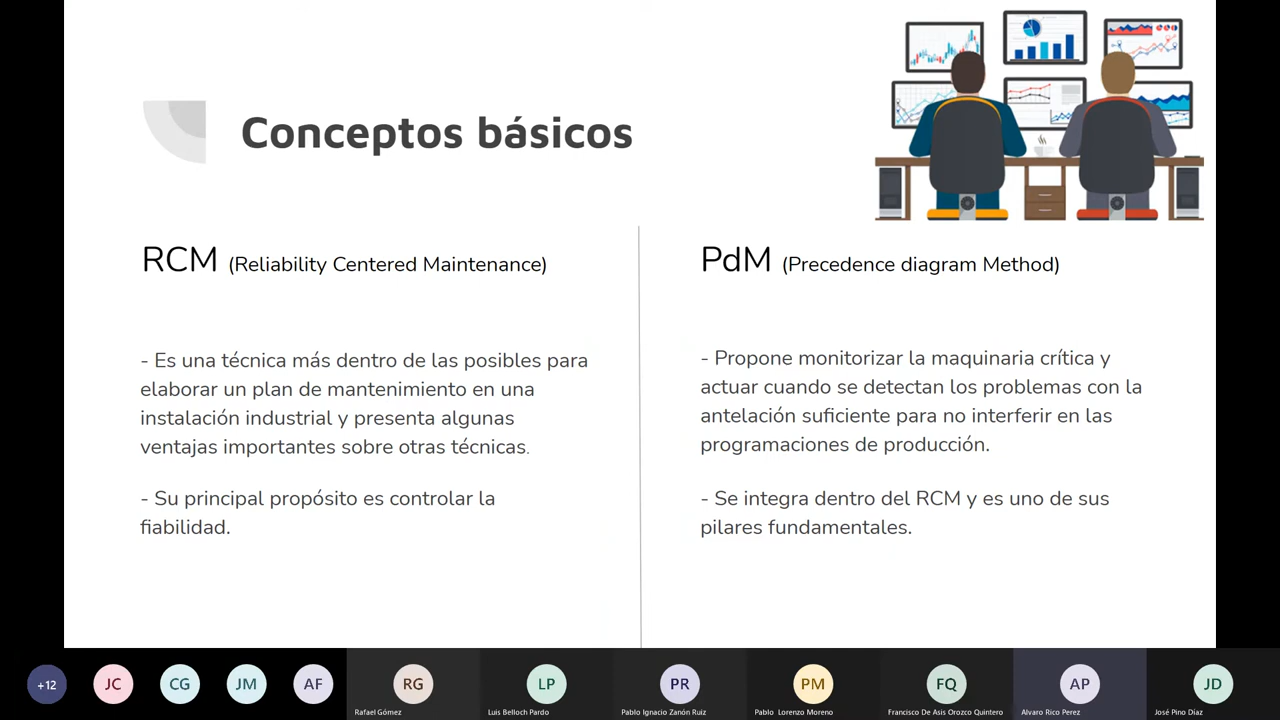 Conceptos básicos
RCM (Reliability Centered Maintenance)
- Es una técnica más dentro de las posibles para
elaborar un plan de mantenimiento en una
instalación industrial y presenta algunas
ventajas importantes sobre otras técnicas.
- Su principal propósito es controlar la
fiabilidad.
PdM (Precedence diagram Method)
- Propone monitorizar la maquinaria crítica y
actuar cuando se detectan los problemas con la
antelación suficiente para no interferir en las
programaciones de producción.
- Se integra dentro del RCM y es uno de sus
pilares fundamentales.
+12
JC
CG
JM
AF
RG
Rafael Gómez
LP
Luis Belloch Pardo
PR
Pablo Ignacio Zanón Ruiz
PM
Pablo Lorenzo Moreno
FQ
Francisco De Asis Orozco Quintero
AP
Alvaro Rico Perez
JD
José Pino Díaz